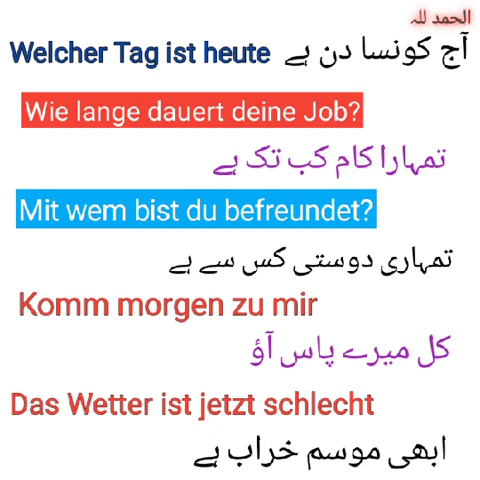 الحمد للہ
Welcher Tag ist heute آج کونسا دن ہے
Wie lange dauert deine Job?
تمہارا کام کب تک ہے
Mit wem bist du befreundet?
تمہاری دوستی کس سے ہے
Komm morgen zu mir
کل میرے پاس آؤ
Das Wetter ist jetzt schlecht
ابھی موسم خراب ہے